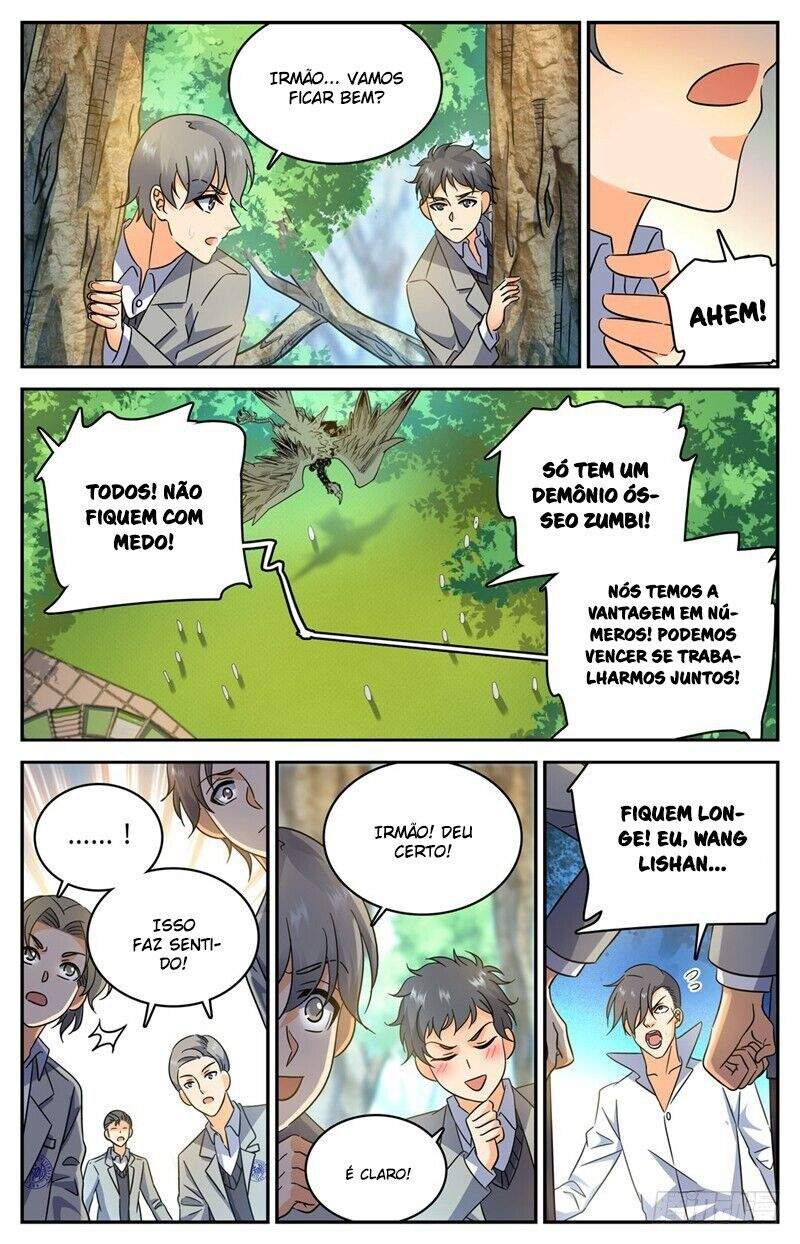 IRMÃO... VAMOS
FICAR BEM?
AHEM!
TODOS! NÃO
FIQUEM COM
MEDO!
SÓ TEM UM
DEMÔNIO ÓS-
SEO ZUMBI!
NÓS TEMOS A
VANTAGEM EM NÚ-
MEROS! PODEMOS
VENCER SE TRABA-
LHARMOS JUNTOS!
...... !
ISSO
FAZ SENTI-
DO!
IRMÃO! DEU
CERTO!
É CLARO!
FIQUEM LON-
GE! EU, WANG
LISHAN...